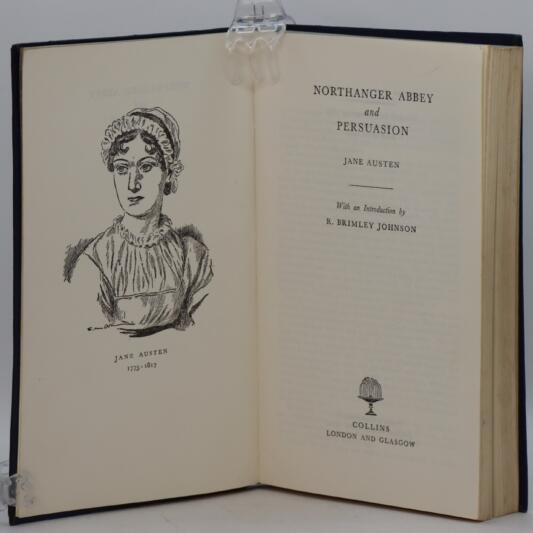 JANE AUSTEN
1775-1817
NORTHANGER ABBEY
and
PERSUASION
JANE AUSTEN
With an Introduction by
R. BRIMLEY JOHNSON
COLLINS
LONDON AND GLASGOW